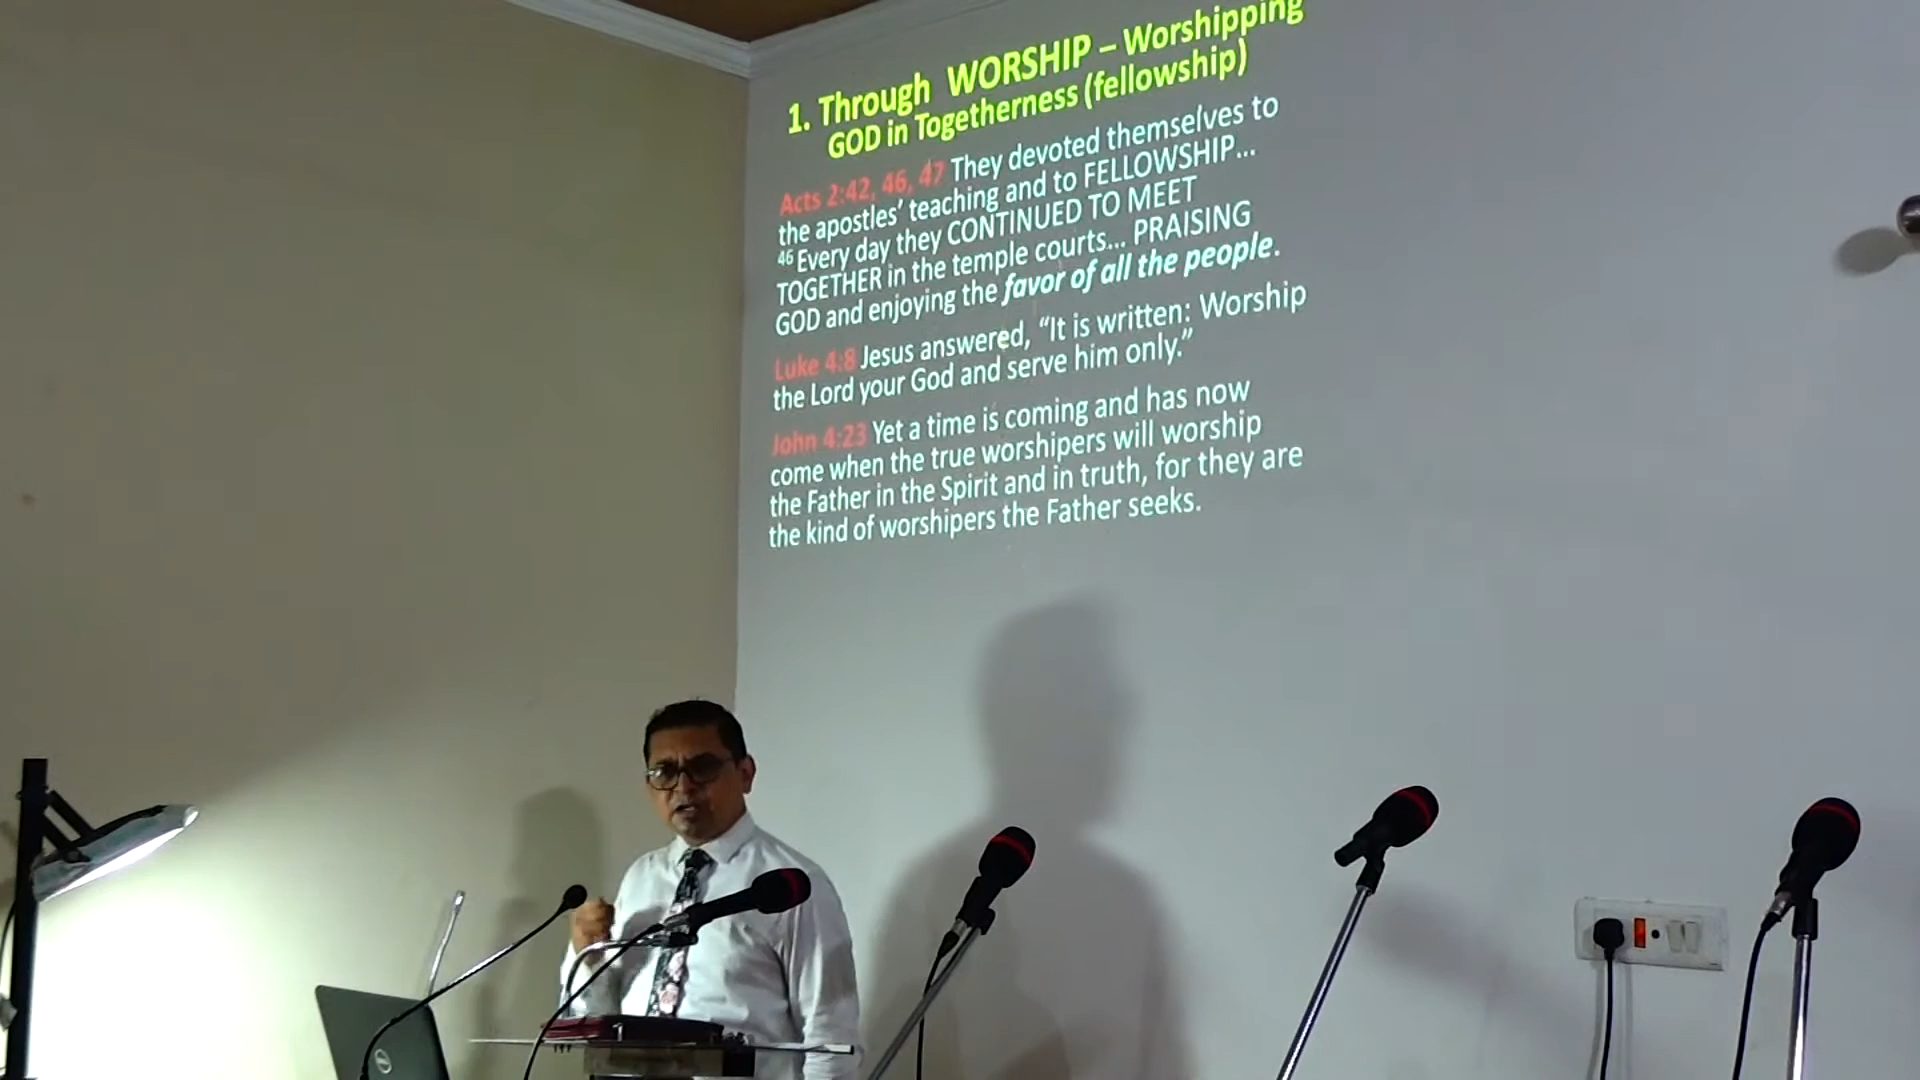 1. Through WORSHIP – Worshipping
GOD in Togetherness (fellowship)
Acts 2:42, 46, 47 They devoted themselves to
the apostles’ teaching and to FELLOWSHIP...
46 Every day they CONTINUED TO MEET
TOGETHER in the temple courts... PRAISING
GOD and enjoying the favor of all the people.
Luke 4:8 Jesus answered, “It is written: Worship
the Lord your God and serve him only.”
John 4:23 Yet a time is coming and has now
come when the true worshipers will worship
the Father in the Spirit and in truth, for they are
the kind of worshipers the Father seeks.